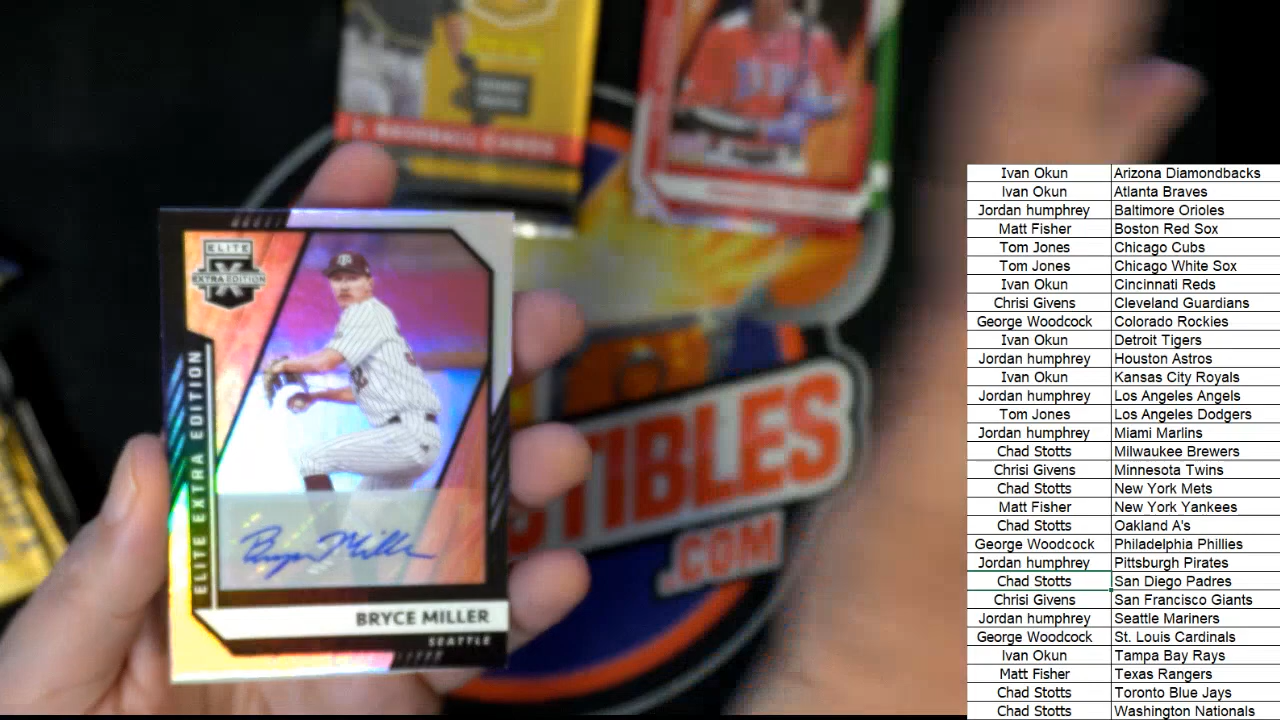 BASEBALL CARDS
ELITE
X
EXTRA EDITION
ELITE EXTRA EDITION
Bryce Miller
BRYCE MILLER
SEATTLE
CTIBLES
.COM
Ivan Okun Arizona Diamondbacks
Ivan Okun Atlanta Braves
Jordan humphrey Baltimore Orioles
Matt Fisher Boston Red Sox
Tom Jones Chicago Cubs
Tom Jones Chicago White Sox
Ivan Okun Cincinnati Reds
Chrisi Givens Cleveland Guardians
George Woodcock Colorado Rockies
Ivan Okun Detroit Tigers
Jordan humphrey Houston Astros
Ivan Okun Kansas City Royals
Jordan humphrey Los Angeles Angels
Tom Jones Los Angeles Dodgers
Jordan humphrey Miami Marlins
Chad Stotts Milwaukee Brewers
Chrisi Givens Minnesota Twins
Chad Stotts New York Mets
Matt Fisher New York Yankees
Chad Stotts Oakland A's
George Woodcock Philadelphia Phillies
Jordan humphrey Pittsburgh Pirates
Chad Stotts San Diego Padres
Chrisi Givens San Francisco Giants
Jordan humphrey Seattle Mariners
George Woodcock St. Louis Cardinals
Ivan Okun Tampa Bay Rays
Matt Fisher Texas Rangers
Chad Stotts Toronto Blue Jays
Chad Stotts Washington Nationals